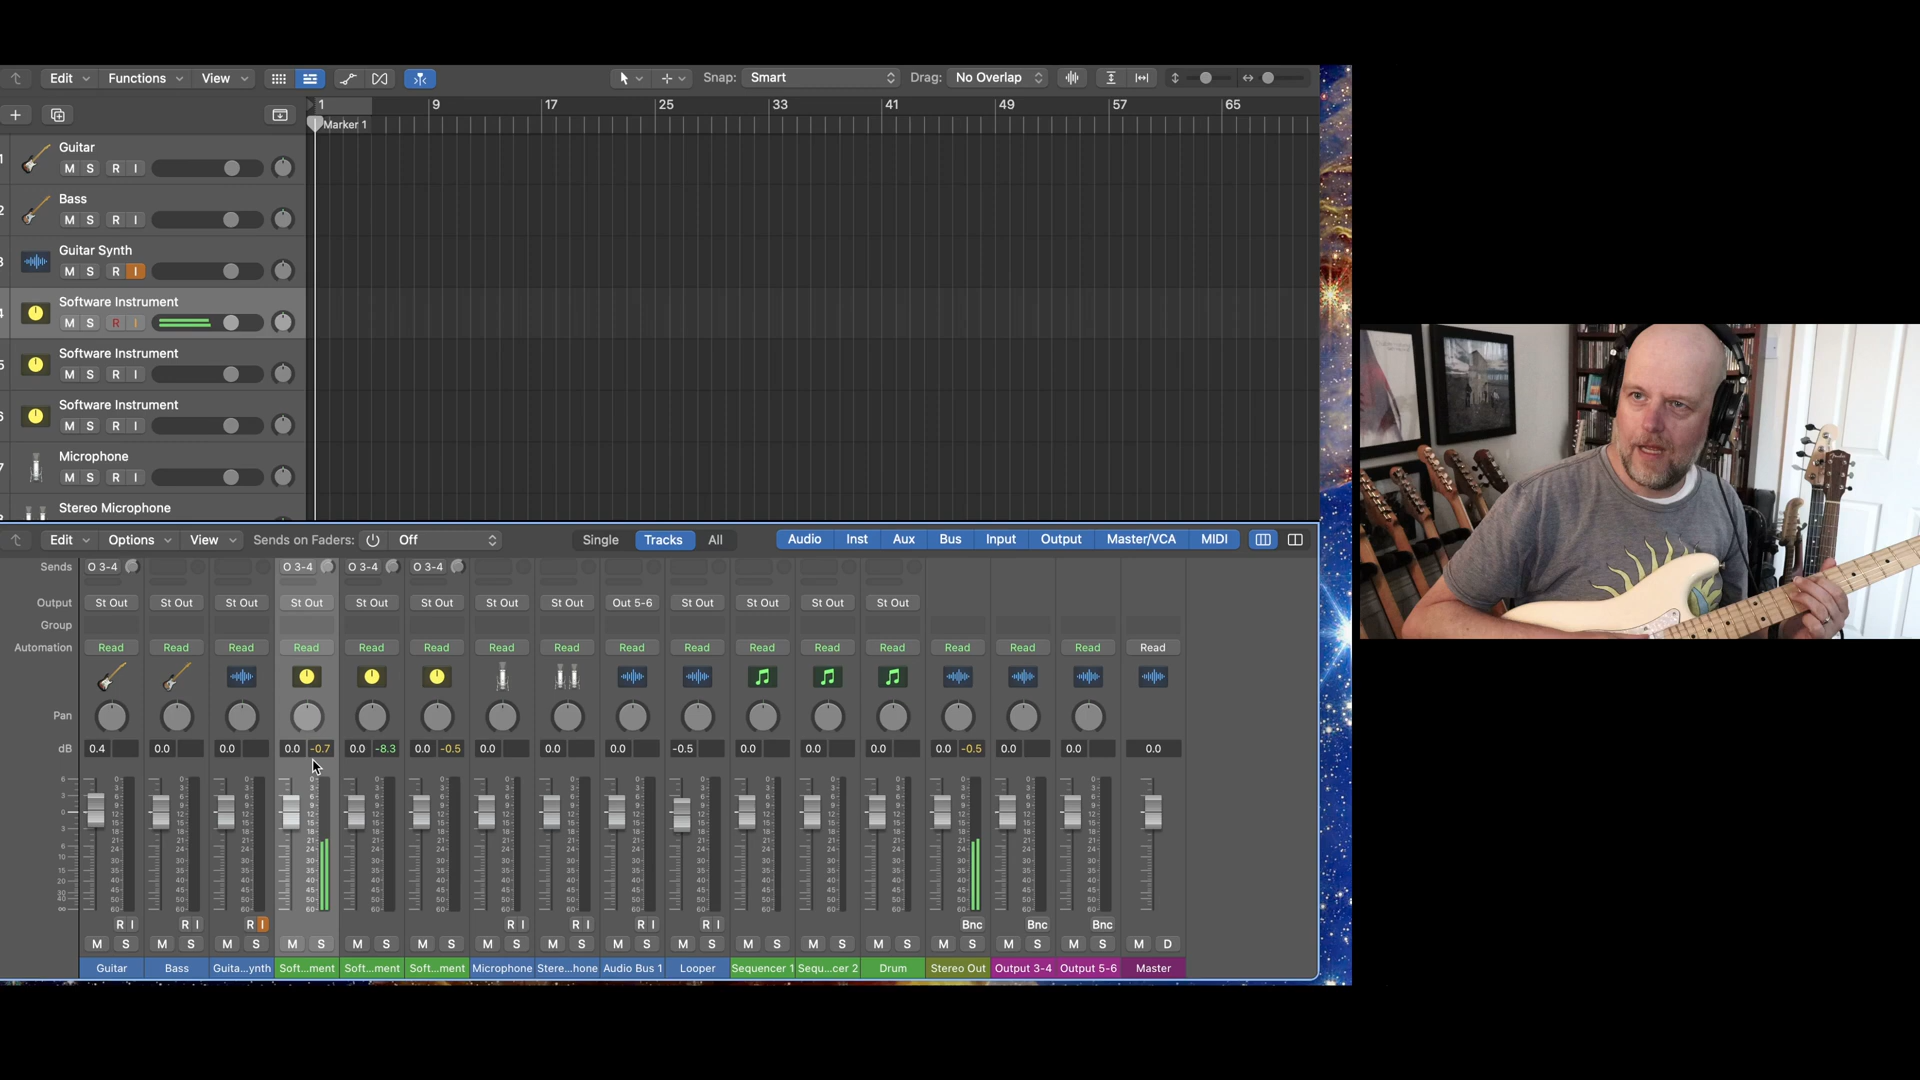 Edit Functions View Snap: Smart Drag: No Overlap
1 9 17 25 33 41 49 57 65
Marker 1
1 Guitar
M S R I
2 Bass
M S R I
3 Guitar Synth
M S R I
4 Software Instrument
M S R I
5 Software Instrument
M S R I
6 Software Instrument
M S R I
7 Microphone
M S R I
Stereo Microphone
Edit Options View Sends on Faders: Off Single Tracks All Audio Inst Aux Bus Input Output Master/VCA MIDI
Sends O 3-4 O 3-4 O 3-4 O 3-4
Output St Out St Out St Out St Out St Out St Out St Out St Out Out 5-6 St Out St Out St Out St Out
Group
Automation Read Read Read Read Read Read Read Read Read Read Read Read Read Read Read Read Read
Pan
dB 0.4 0.0 0.0 0.0 -0.7 0.0 -8.3 0.0 -0.5 0.0 0.0 0.0 -0.5 0.0 0.0 0.0 0.0 -0.5 0.0 0.0 0.0
R I R I R I R I R I R I R I Bnc Bnc Bnc
M S M S M S M S M S M S M S M S M S M S M S M S M S M S M S M S M D
Guitar Bass Guita...ynth Soft...ment Soft...ment Soft...ment Microphone Stere...hone Audio Bus 1 Looper Sequencer 1 Sequ...cer 2 Drum Stereo Out Output 3-4 Output 5-6 Master